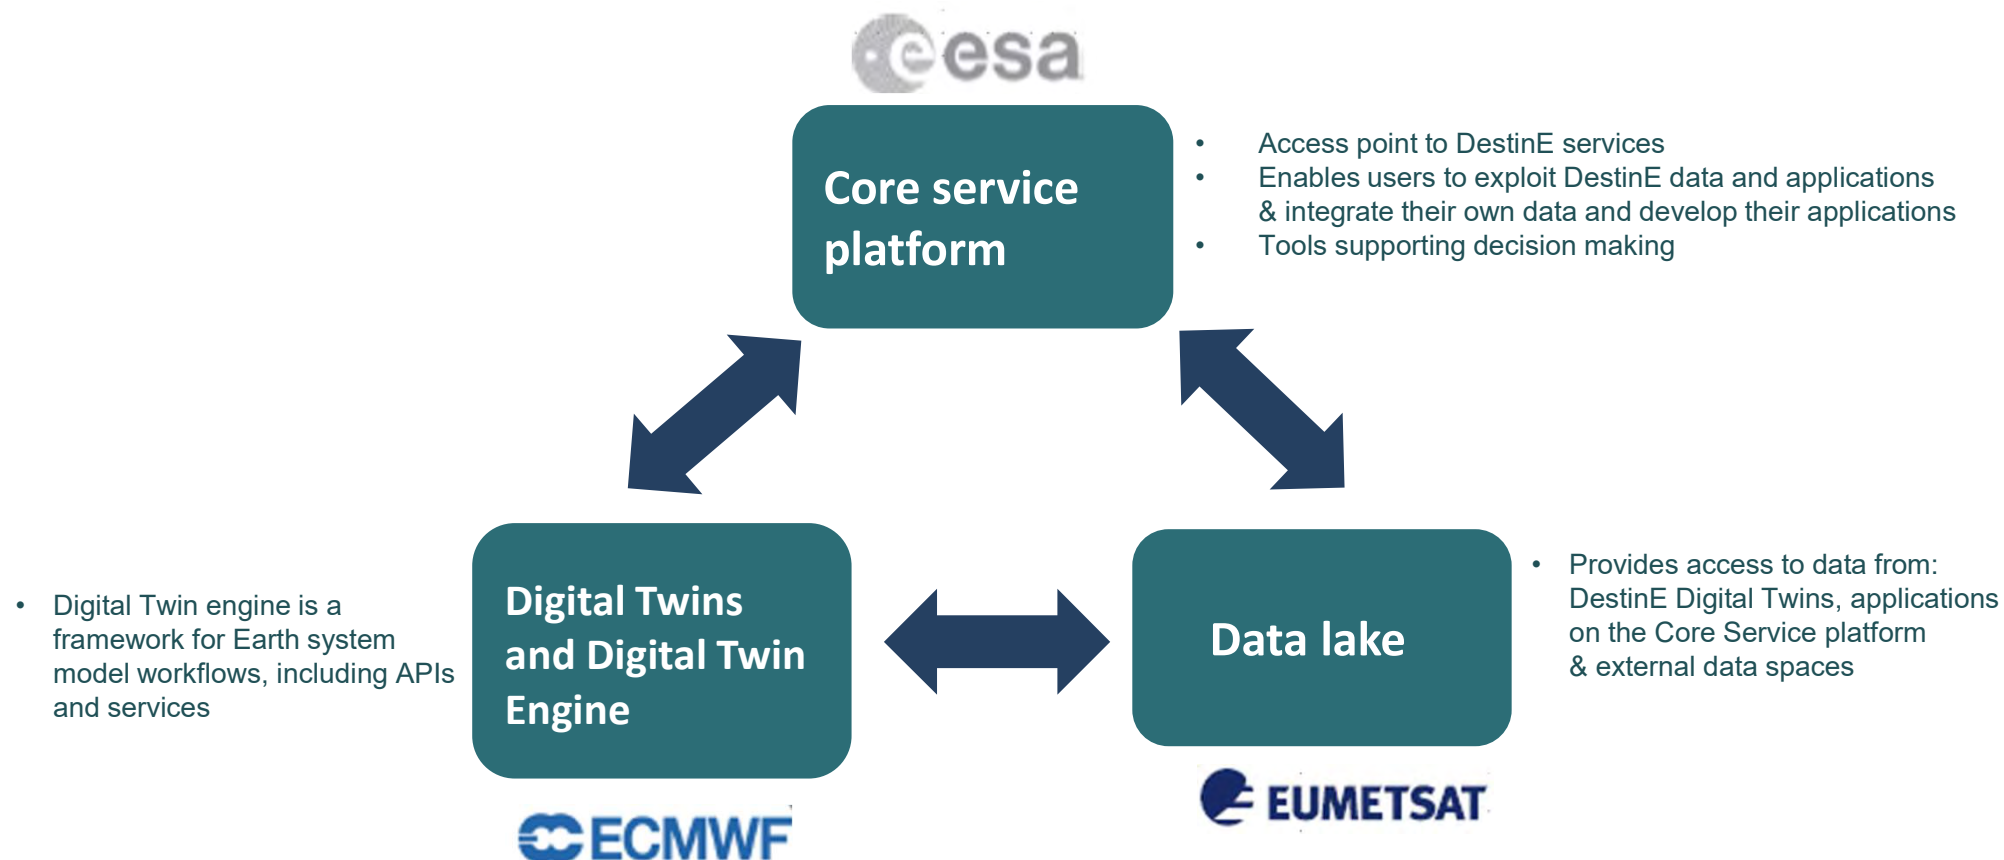 esa
Core service
platform
• Access point to DestinE services
• Enables users to exploit DestinE data and applications
& integrate their own data and develop their applications
• Tools supporting decision making
Digital Twins
and Digital Twin
Engine
• Digital Twin engine is a
framework for Earth system
model workflows, including APIs
and services
ECMWF
Data lake
• Provides access to data from:
DestinE Digital Twins, applications
on the Core Service platform
& external data spaces
EUMETSAT